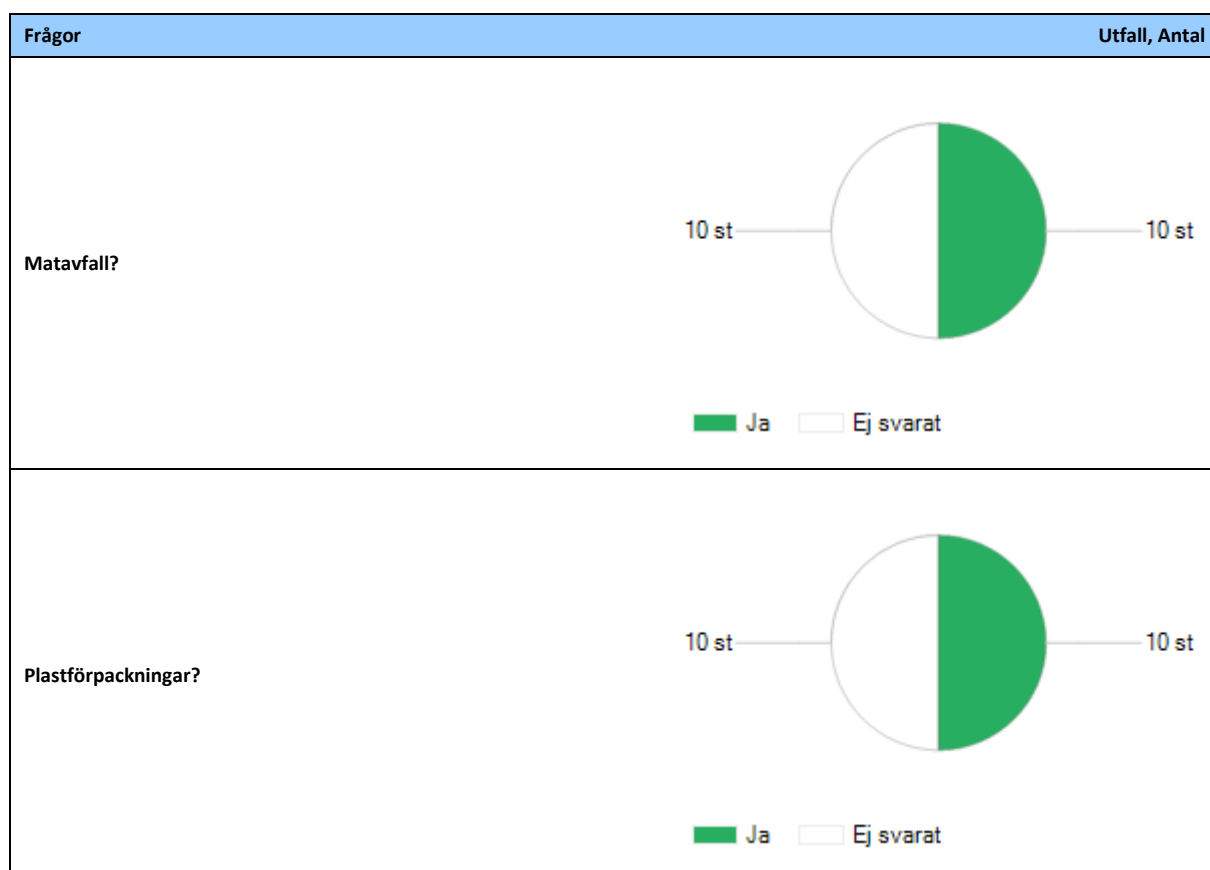 Frågor Utfall, Antal
Matavfall?
10 st 10 st
Ja Ej svarat
Plastförpackningar?
10 st 10 st
Ja Ej svarat